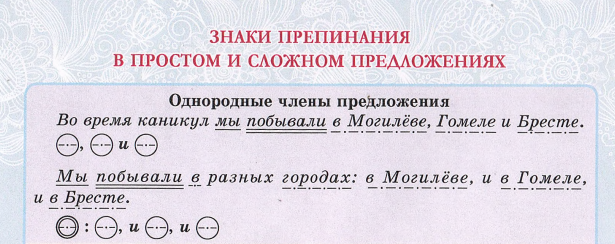 ЗНАКИ ПРЕПИНАНИЯ
В ПРОСТОМ И СЛОЖНОМ ПРЕДЛОЖЕНИЯХ
Однородные члены предложения
Во время каникул мы побывали в Могилёве, Гомеле и Бресте.
, и
Мы побывали в разных городах: в Могилёве, и в Гомеле,
и в Бресте.
: , и , и